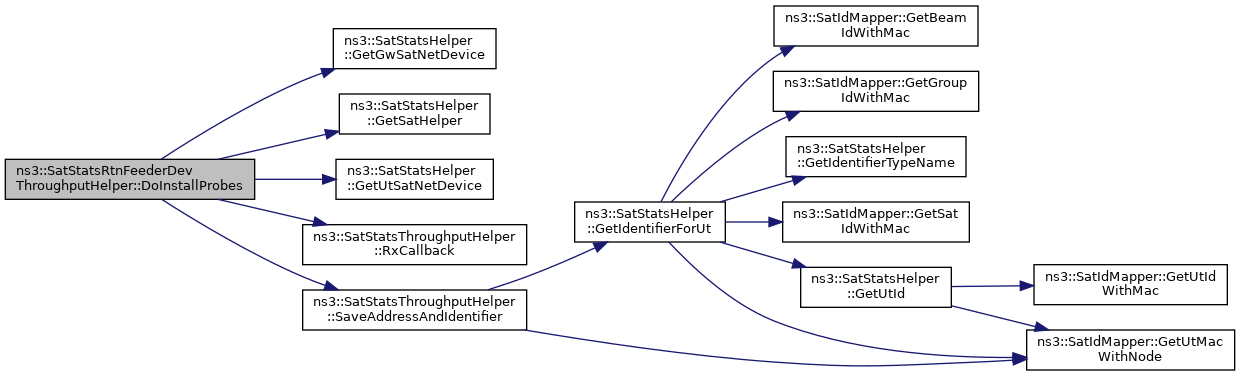 ns3::SatStatsRtnFeederDev
ThroughputHelper::DoInstallProbes
ns3::SatStatsHelper
::GetGwSatNetDevice
ns3::SatStatsHelper
::GetSatHelper
ns3::SatStatsHelper
::GetUtSatNetDevice
ns3::SatStatsThroughputHelper
::RxCallback
ns3::SatStatsThroughputHelper
::SaveAddressAndIdentifier
ns3::SatStatsHelper
::GetIdentifierForUt
ns3::SatIdMapper::GetBeam
IdWithMac
ns3::SatIdMapper::GetGroup
IdWithMac
ns3::SatStatsHelper
::GetIdentifierTypeName
ns3::SatIdMapper::GetSat
IdWithMac
ns3::SatStatsHelper
::GetUtId
ns3::SatIdMapper::GetUtId
WithMac
ns3::SatIdMapper::GetUtMac
WithNode